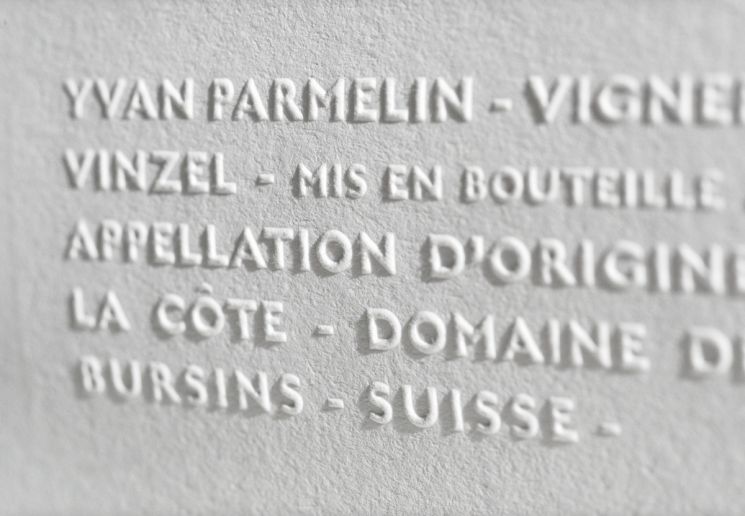 YVAN PARMELIN - VIGNE
VINZEL - MIS EN BOUTEILLE
APPELLATION D'ORIGINE
LA CÔTE - DOMAINE
BURSINS - SUISSE -